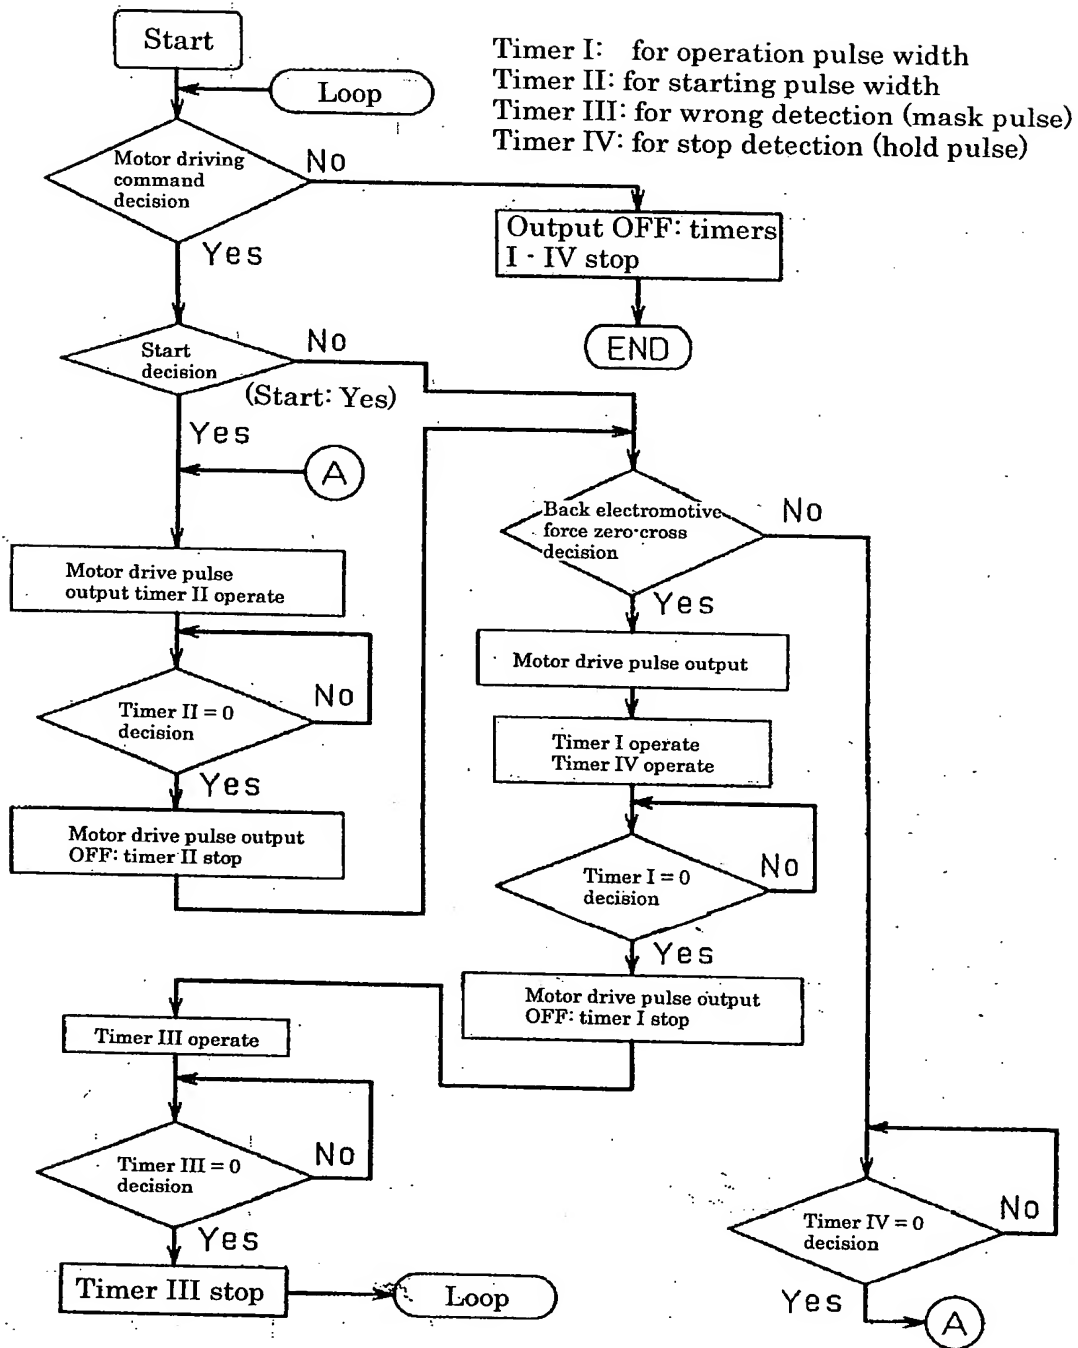 Start
Loop
Timer I: for operation pulse width
Timer II: for starting pulse width
Timer III: for wrong detection (mask pulse)
Timer IV: for stop detection (hold pulse)
Motor driving
command
decision
No
Yes
Output OFF: timers
I - IV stop
END
Start
decision
No
(Start: Yes)
Yes
A
Motor drive pulse
output timer II operate
Timer II = 0
decision
No
Yes
Motor drive pulse output
OFF: timer II stop
Back electromotive
force zero-cross
decision
No
Yes
Motor drive pulse output
Timer I operate
Timer IV operate
Timer I = 0
decision
No
Yes
Motor drive pulse output
OFF: timer I stop
Timer III operate
Timer III = 0
decision
No
Yes
Timer III stop
Loop
Timer IV = 0
decision
No
Yes
A